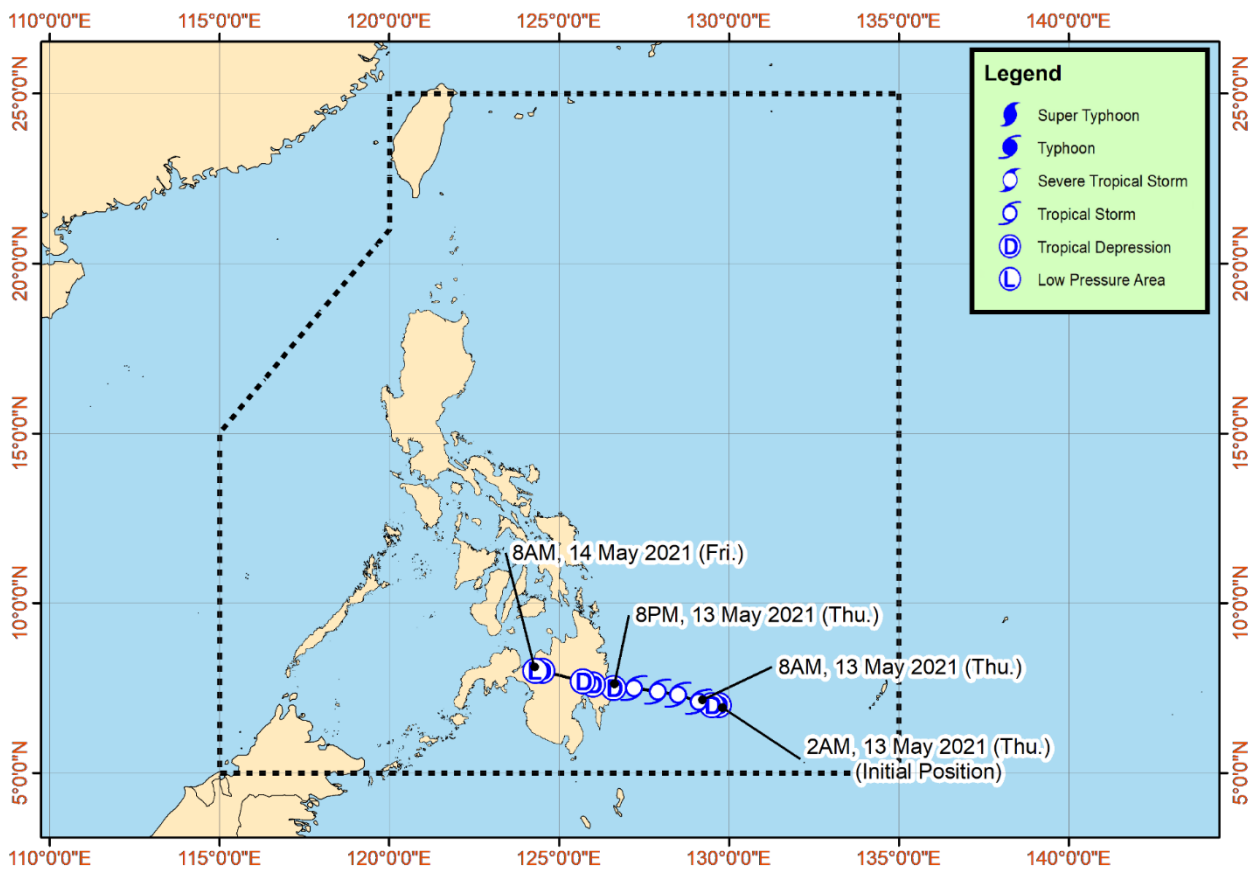 110°0'0"E 115°0'0"E 120°0'0"E 125°0'0"E 130°0'0"E 135°0'0"E 140°0'0"E
Legend
Super Typhoon
Typhoon
Severe Tropical Storm
Tropical Storm
D Tropical Depression
L Low Pressure Area
25°0'0"N 25°0'0"N
20°0'0"N 20°0'0"N
15°0'0"N 15°0'0"N
10°0'0"N 10°0'0"N
5°0'0"N 5°0'0"N
8AM, 14 May 2021 (Fri.)
8PM, 13 May 2021 (Thu.)
8AM, 13 May 2021 (Thu.)
L D D D D
2AM, 13 May 2021 (Thu.)
(Initial Position)
110°0'0"E 115°0'0"E 120°0'0"E 125°0'0"E 130°0'0"E 135°0'0"E 140°0'0"E